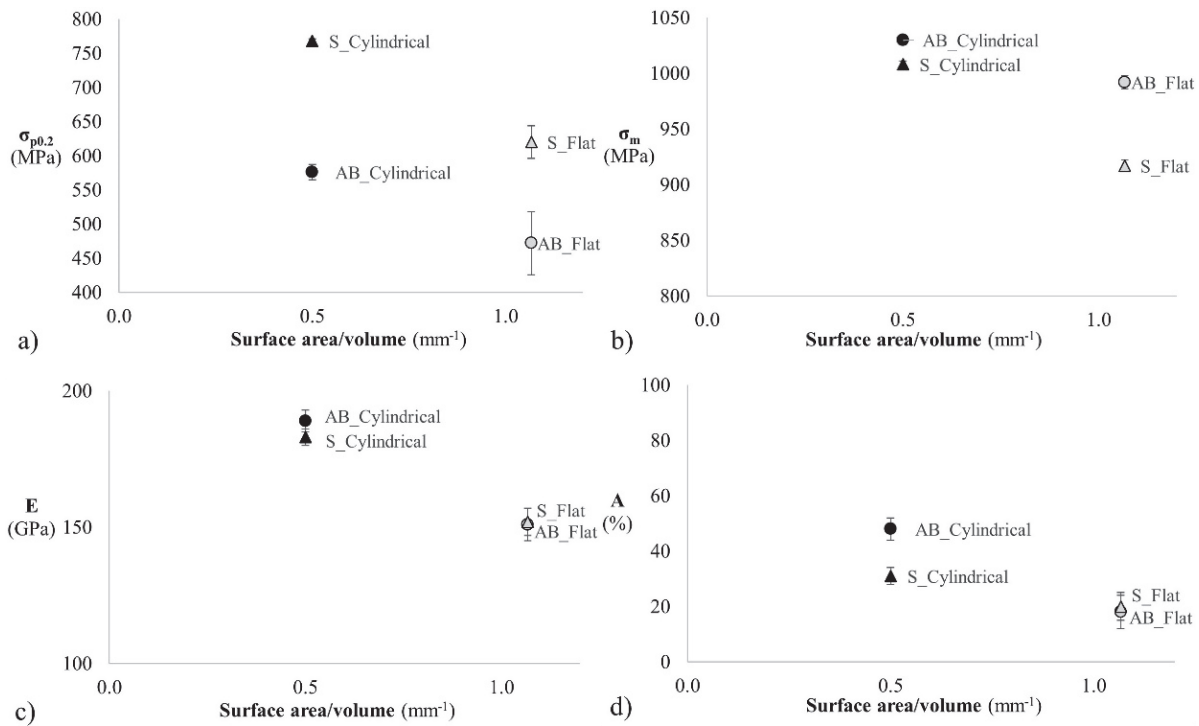 800
750
700
650
600
550
500
450
400
σp0.2
(MPa)
S_Cylindrical
AB_Cylindrical
S_Flat
AB_Flat
0.0
0.5
1.0
Surface area/volume (mm⁻¹)
a)
1050
1000
950
900
850
800
σm
(MPa)
AB_Cylindrical
S_Cylindrical
AB_Flat
S_Flat
0.0
0.5
1.0
Surface area/volume (mm⁻¹)
b)
200
150
100
E
(GPa)
AB_Cylindrical
S_Cylindrical
S_Flat
AB_Flat
0.0
0.5
1.0
Surface area/volume (mm⁻¹)
c)
100
80
60
40
20
0
A
(%)
AB_Cylindrical
S_Cylindrical
S_Flat
AB_Flat
0.0
0.5
1.0
Surface area/volume (mm⁻¹)
d)